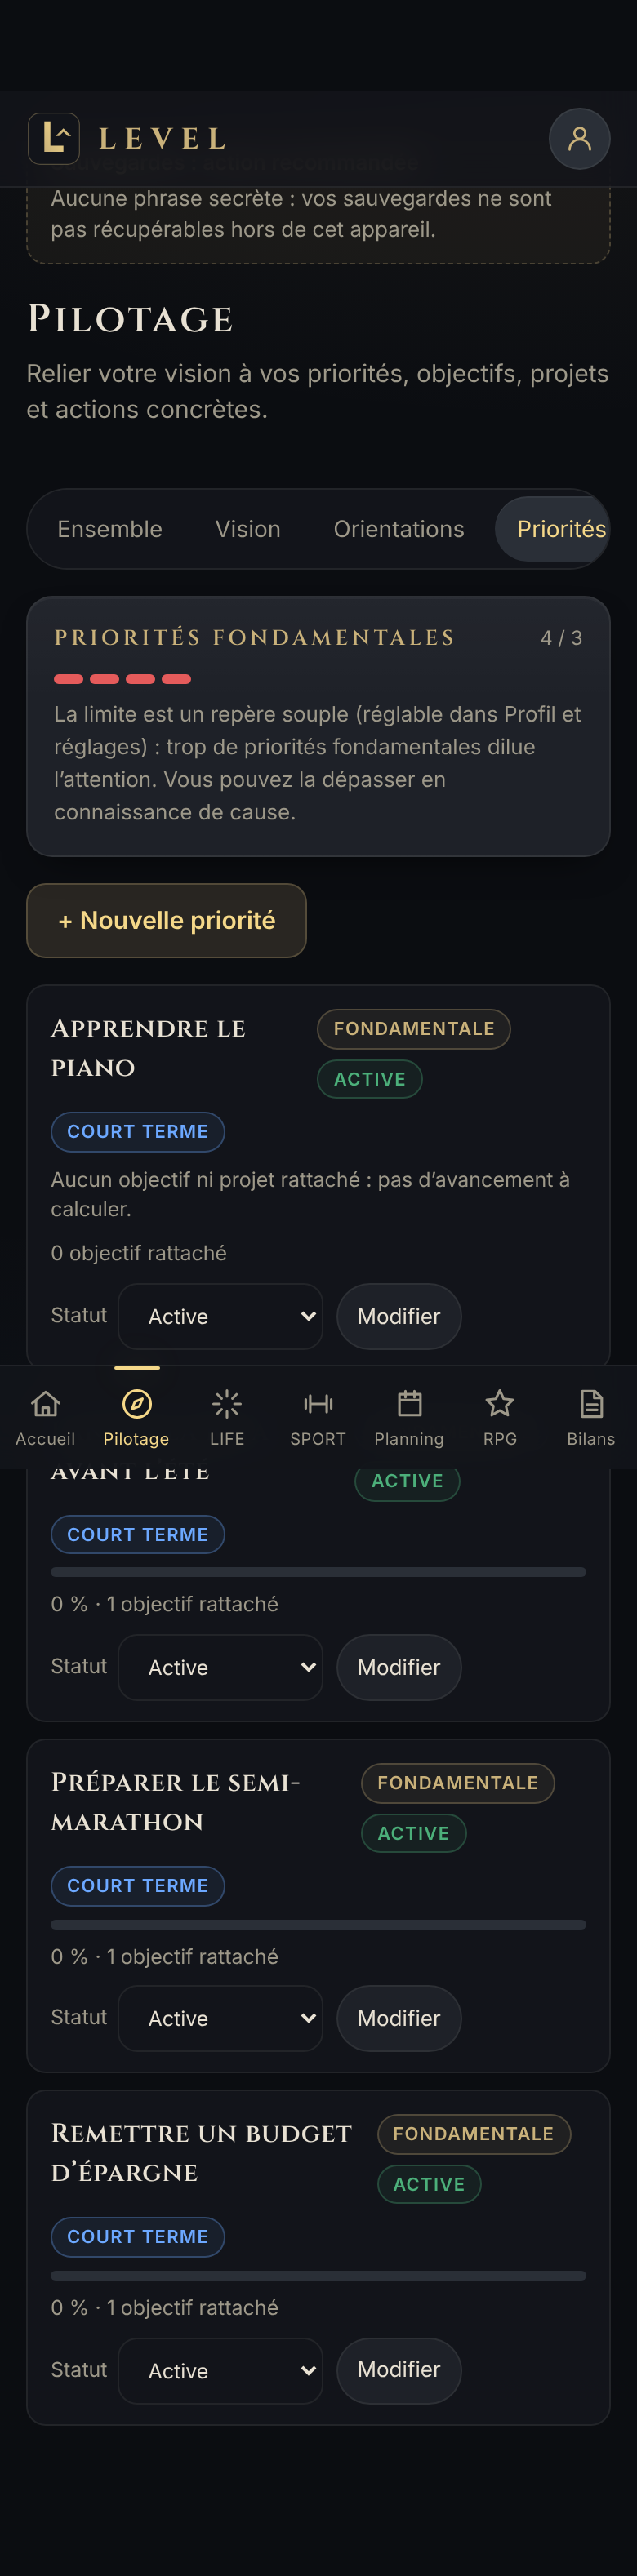 LEVEL
Sauvegardes : action recommandée
Aucune phrase secrète : vos sauvegardes ne sont
pas récupérables hors de cet appareil.
Pilotage
Relier votre vision à vos priorités, objectifs, projets
et actions concrètes.
Ensemble Vision Orientations Priorités
PRIORITÉS FONDAMENTALES 4 / 3
La limite est un repère souple (réglable dans Profil et
réglages) : trop de priorités fondamentales dilue
l’attention. Vous pouvez la dépasser en
connaissance de cause.
+ Nouvelle priorité
Apprendre le
piano
FONDAMENTALE
ACTIVE
COURT TERME
Aucun objectif ni projet rattaché : pas d’avancement à
calculer.
0 objectif rattaché
Statut Active Modifier
Accueil Pilotage LIFE SPORT Planning RPG Bilans
avant l’été
ACTIVE
COURT TERME
0 % · 1 objectif rattaché
Statut Active Modifier
Préparer le semi-
marathon
FONDAMENTALE
ACTIVE
COURT TERME
0 % · 1 objectif rattaché
Statut Active Modifier
Remettre un budget
d’épargne
FONDAMENTALE
ACTIVE
COURT TERME
0 % · 1 objectif rattaché
Statut Active Modifier